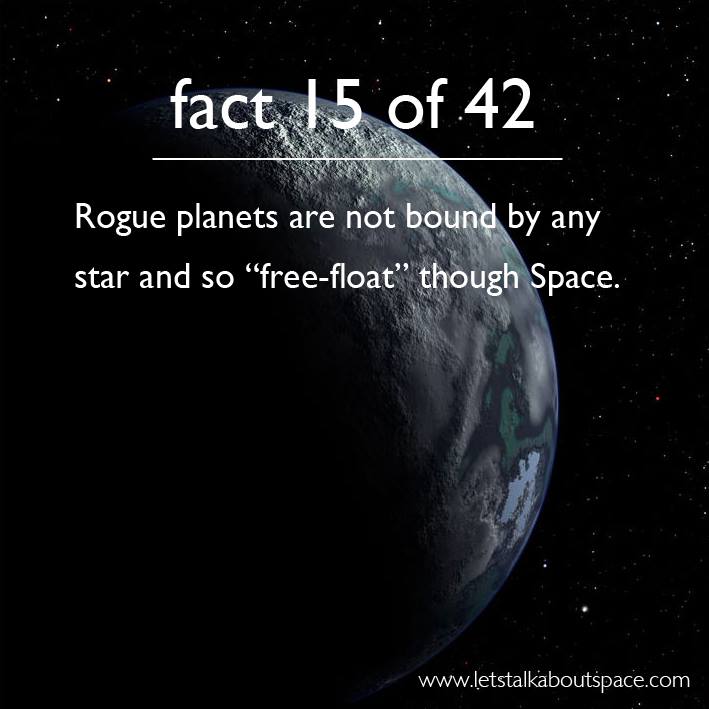 fact 15 of 42
Rogue planets are not bound by any
star and so “free-float” though Space.
www.letstalkaboutspace.com